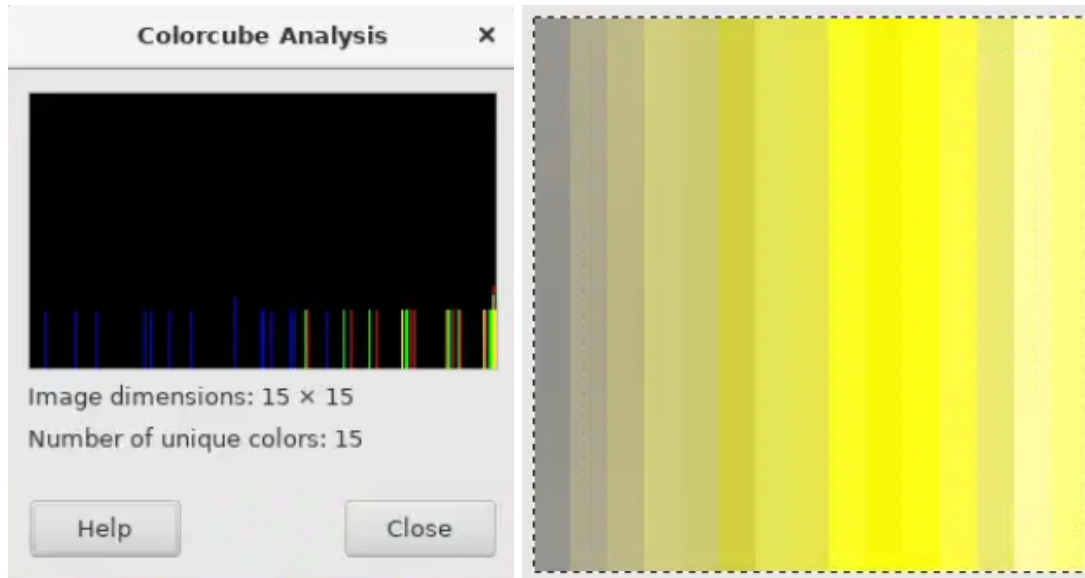 Colorcube Analysis ×
Image dimensions: 15 × 15
Number of unique colors: 15
Help Close